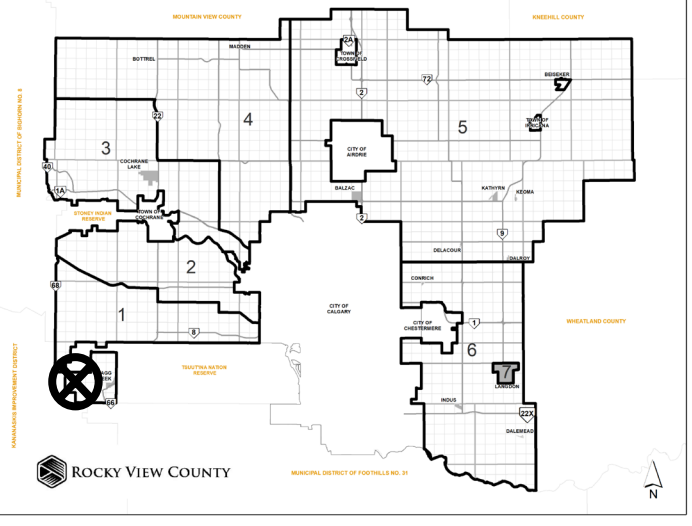 MOUNTAIN VIEW COUNTY
KNEEHILL COUNTY
MADDEN
2A
TOWN OF
CROSSFIELD
BOTTREL
BEISEKER
72
2
MUNICIPAL DISTRICT OF BIGHORN NO. 8
22
4
5
TOWN OF
IRRICANA
3
CITY OF
AIRDRIE
COCHRANE
LAKE
40
1A
BALZAC
KATHYRN
KEOMA
STONEY INDIAN
RESERVE
TOWN OF
COCHRANE
2
9
DELACOUR
DALROY
2
CONRICH
68
CITY OF
CALGARY
1
CITY OF
CHESTERMERE
1
WHEATLAND COUNTY
8
6
TSUUT'INA NATION
RESERVE
7
LANGDON
KANANASKIS IMPROVEMENT DISTRICT
66
INDUS
22X
DALEMEAD
ROCKY VIEW COUNTY
MUNICIPAL DISTRICT OF FOOTHILLS NO. 31
N